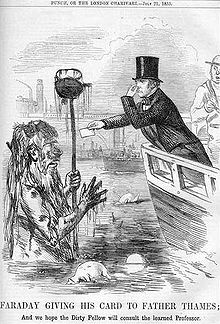 PUNCH, OR THE LONDON CHARIVARI.—JULY 21, 1855.
FARADAY GIVING HIS CARD TO FATHER THAMES;
And we hope the Dirty Fellow will consult the learned Professor.